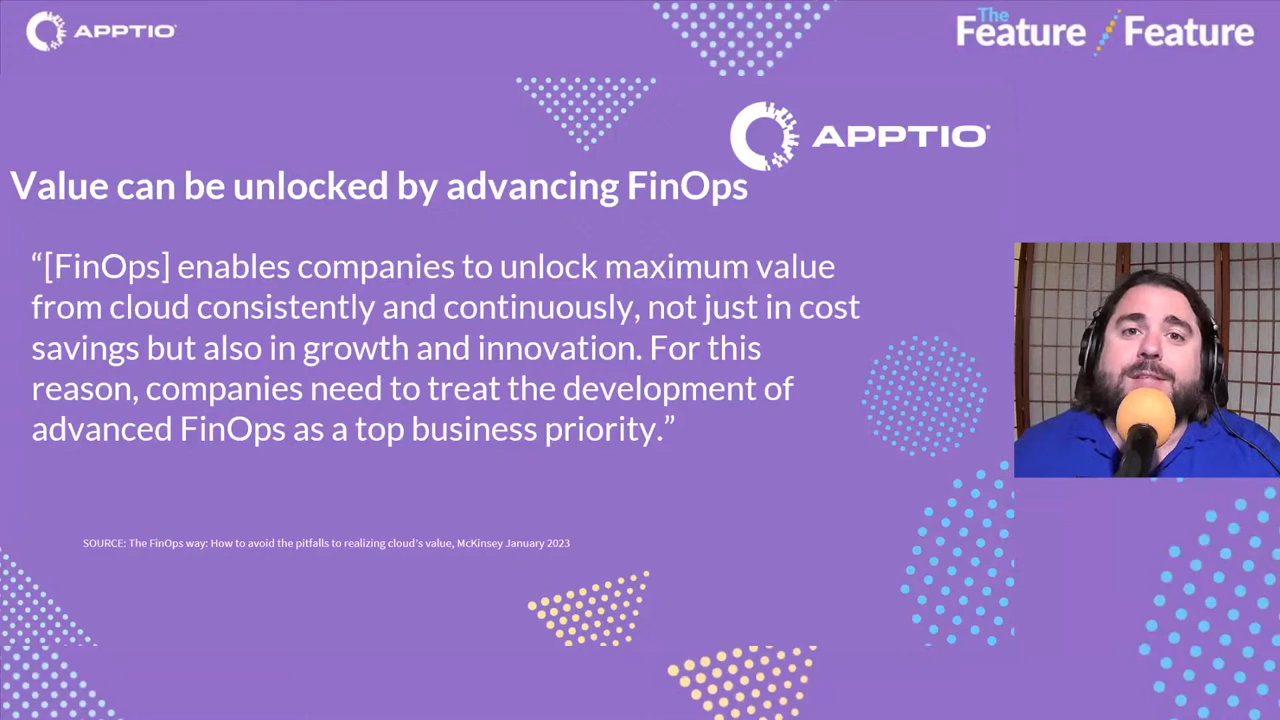 APPTIO
The
Feature / Feature
APPTIO
Value can be unlocked by advancing FinOps
“[FinOps] enables companies to unlock maximum value
from cloud consistently and continuously, not just in cost
savings but also in growth and innovation. For this
reason, companies need to treat the development of
advanced FinOps as a top business priority.”
SOURCE: The FinOps way: How to avoid the pitfalls to realizing cloud’s value, McKinsey January 2023